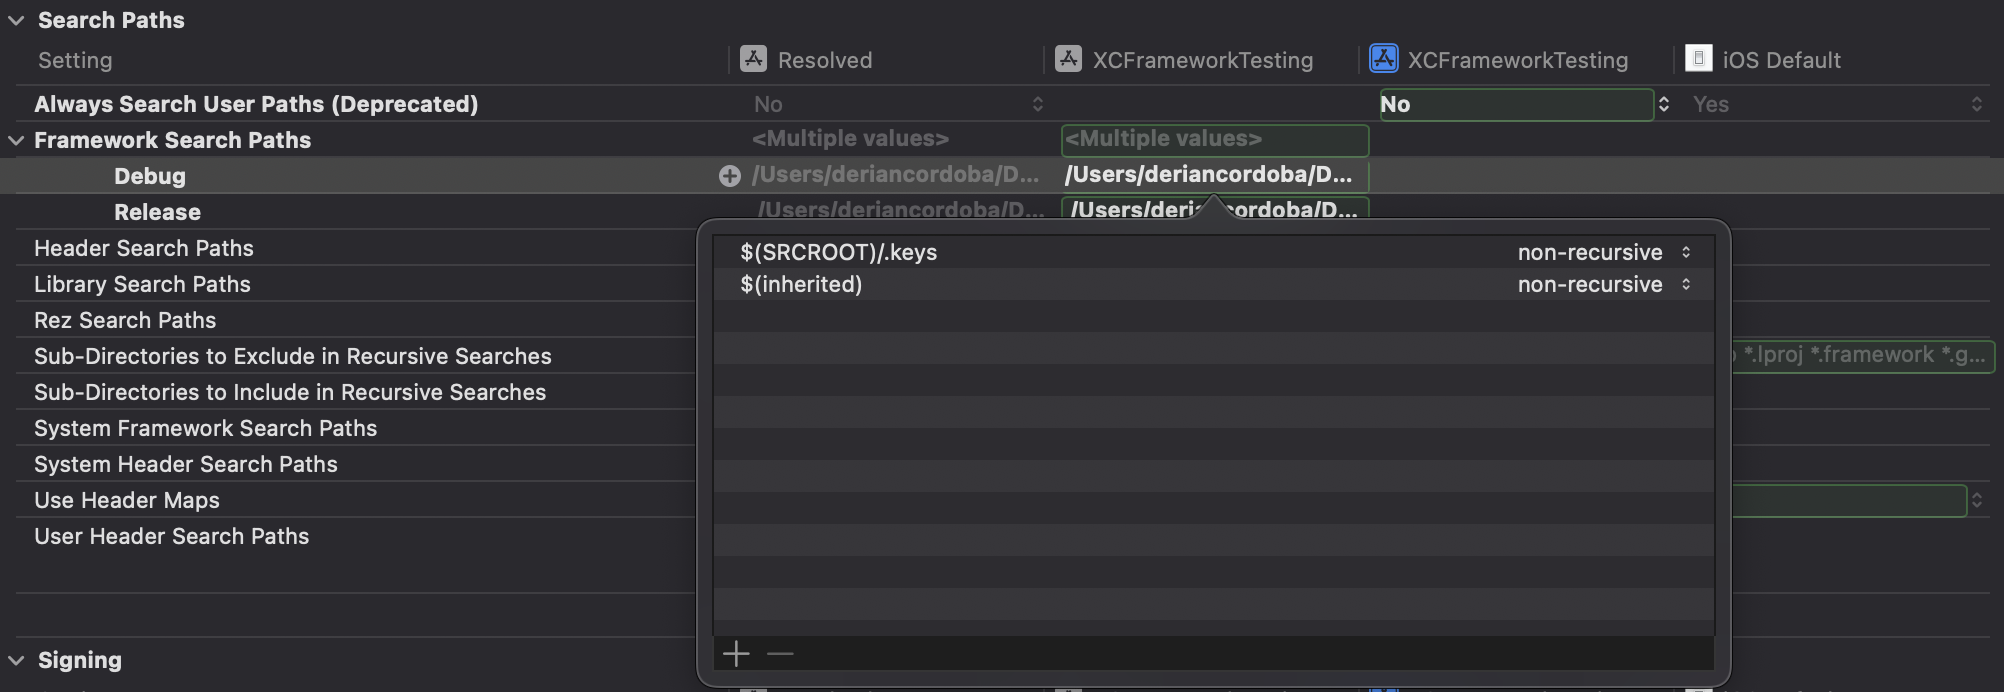 Search Paths
Setting Resolved XCFrameworkTesting XCFrameworkTesting iOS Default
Always Search User Paths (Deprecated) No No Yes
Framework Search Paths <Multiple values> <Multiple values>
Debug /Users/deriancordoba/D... /Users/deriancordoba/D...
Release /Users/deriancordoba/D... /Users/deriancordoba/D...
Header Search Paths
$(SRCROOT)/.keys non-recursive
Library Search Paths
$(inherited) non-recursive
Rez Search Paths
Sub-Directories to Exclude in Recursive Searches *.lproj *.framework *.g...
Sub-Directories to Include in Recursive Searches
System Framework Search Paths
System Header Search Paths
Use Header Maps
User Header Search Paths
Signing